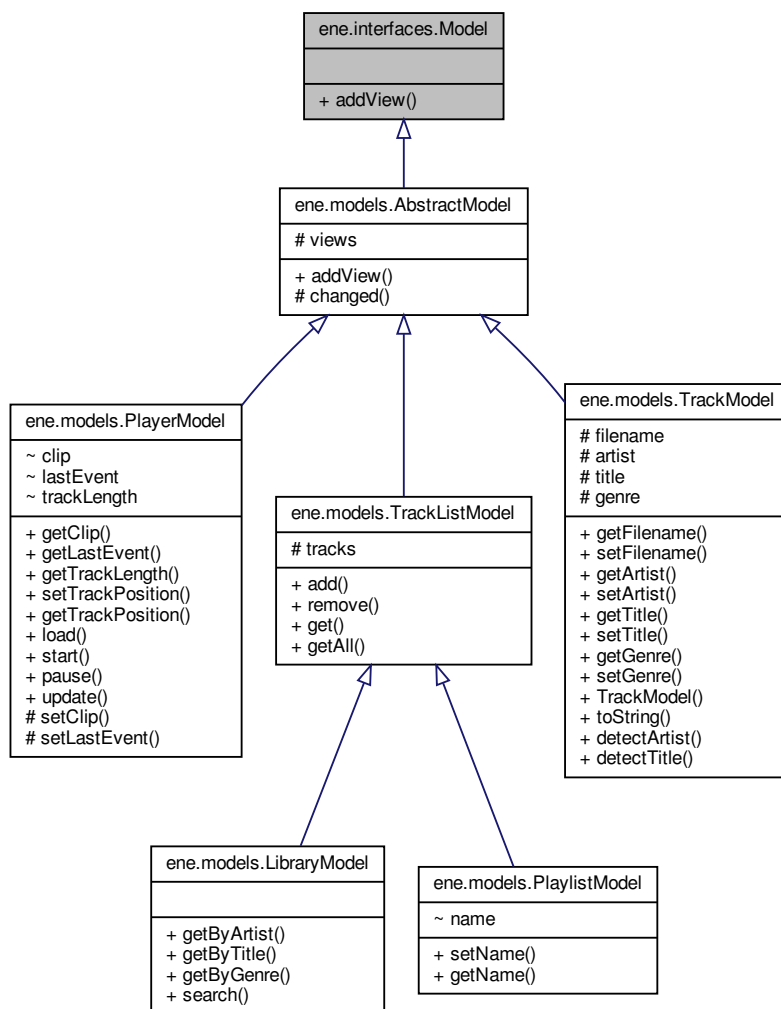 ene.interfaces.Model
+ addView()
ene.models.AbstractModel
# views
+ addView()
# changed()
ene.models.PlayerModel
~ clip
~ lastEvent
~ trackLength
+ getClip()
+ getLastEvent()
+ getTrackLength()
+ setTrackPosition()
+ getTrackPosition()
+ load()
+ start()
+ pause()
+ update()
# setClip()
# setLastEvent()
ene.models.TrackListModel
# tracks
+ add()
+ remove()
+ get()
+ getAll()
ene.models.TrackModel
# filename
# artist
# title
# genre
+ getFilename()
+ setFilename()
+ getArtist()
+ setArtist()
+ getTitle()
+ setTitle()
+ getGenre()
+ setGenre()
+ TrackModel()
+ toString()
+ detectArtist()
+ detectTitle()
ene.models.LibraryModel
+ getByArtist()
+ getByTitle()
+ getByGenre()
+ search()
ene.models.PlaylistModel
~ name
+ setName()
+ getName()